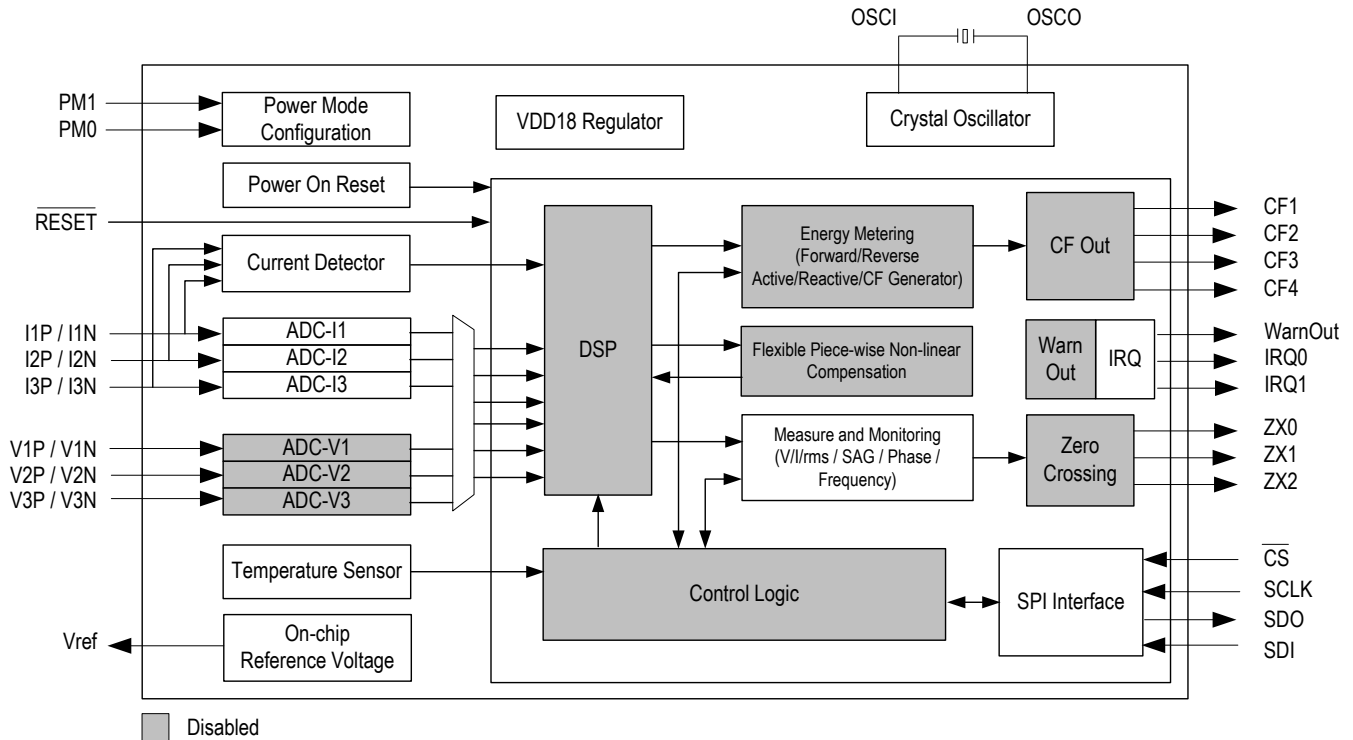 OSCI
OSCO
PM1
PM0
Power Mode
Configuration
VDD18 Regulator
Crystal Oscillator
Power On Reset
RESET
Current Detector
I1P / I1N
I2P / I2N
I3P / I3N
ADC-I1
ADC-I2
ADC-I3
V1P / V1N
V2P / V2N
V3P / V3N
ADC-V1
ADC-V2
ADC-V3
Temperature Sensor
Vref
On-chip
Reference Voltage
DSP
Energy Metering
(Forward/Reverse
Active/Reactive/CF Generator)
CF Out
CF1
CF2
CF3
CF4
Flexible Piece-wise Non-linear
Compensation
Warn
Out
IRQ
WarnOut
IRQ0
IRQ1
Measure and Monitoring
(V/I/rms / SAG / Phase /
Frequency)
Zero
Crossing
ZX0
ZX1
ZX2
Control Logic
SPI Interface
CS
SCLK
SDO
SDI
Disabled